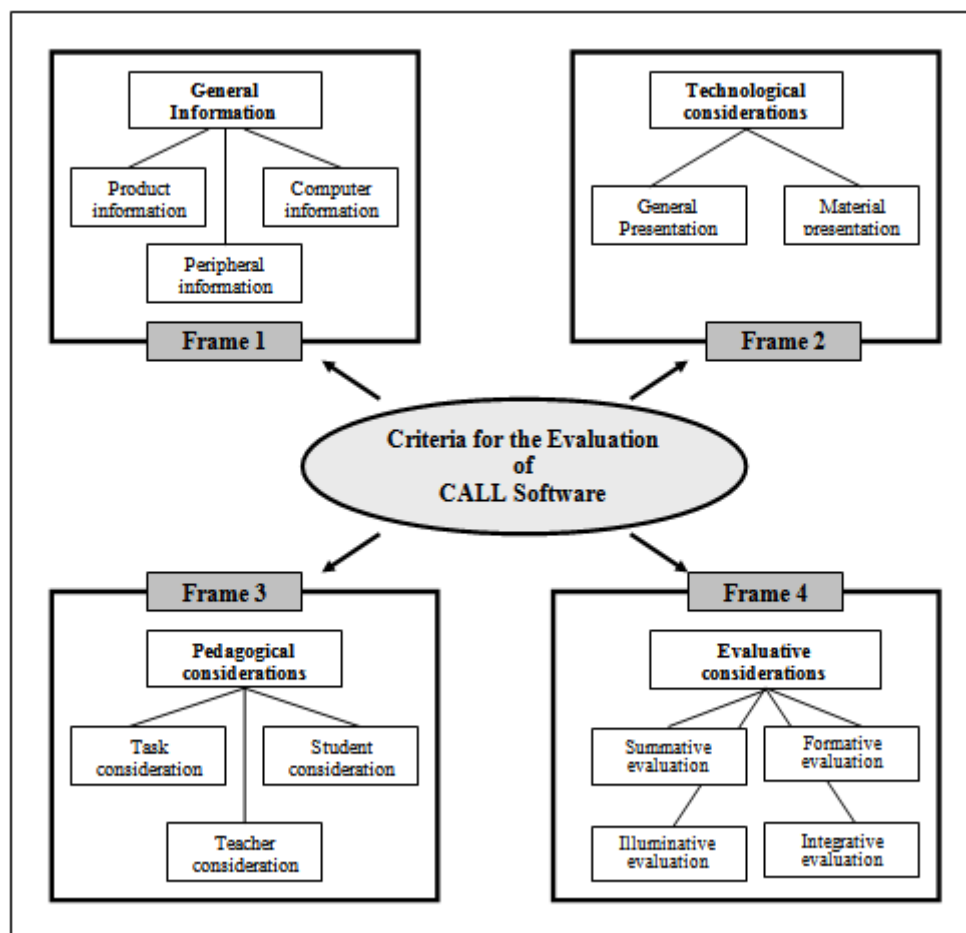 General
Information
Product
information
Computer
information
Peripheral
information
Frame 1
Technological
considerations
General
Presentation
Material
presentation
Frame 2
Criteria for the Evaluation
of
CALL Software
Frame 3
Pedagogical
considerations
Task
consideration
Student
consideration
Teacher
consideration
Frame 4
Evaluative
considerations
Summative
evaluation
Formative
evaluation
Illuminative
evaluation
Integrative
evaluation